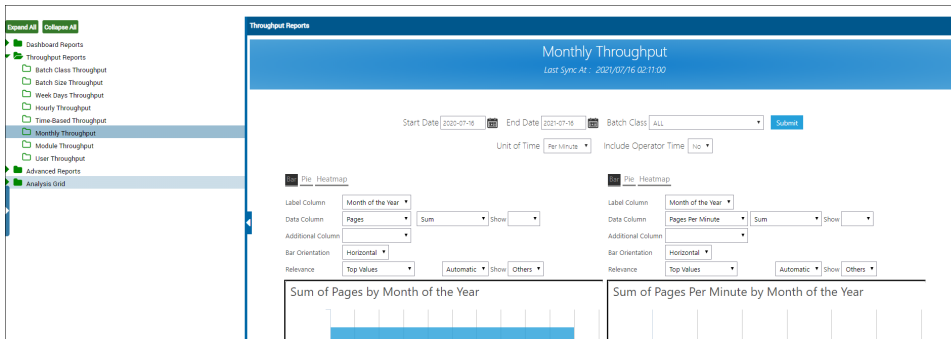 Expand All Collapse All
Dashboard Reports
Throughput Reports
Batch Class Throughput
Batch Size Throughput
Week Days Throughput
Hourly Throughput
Time-Based Throughput
Monthly Throughput
Module Throughput
User Throughput
Advanced Reports
Analysis Grid
Throughput Reports
Monthly Throughput
Last Sync At : 2021/07/16 02:11:00
Start Date 2020-07-16 End Date 2021-07-16 Batch Class ALL Submit
Unit of Time Per Minute Include Operator Time No
Bar Pie Heatmap
Label Column Month of the Year
Data Column Pages Sum Show
Additional Column
Bar Orientation Horizontal
Relevance Top Values Automatic Show Others
Sum of Pages by Month of the Year
Bar Pie Heatmap
Label Column Month of the Year
Data Column Pages Per Minute Sum Show
Additional Column
Bar Orientation Horizontal
Relevance Top Values Automatic Show Others
Sum of Pages Per Minute by Month of the Year